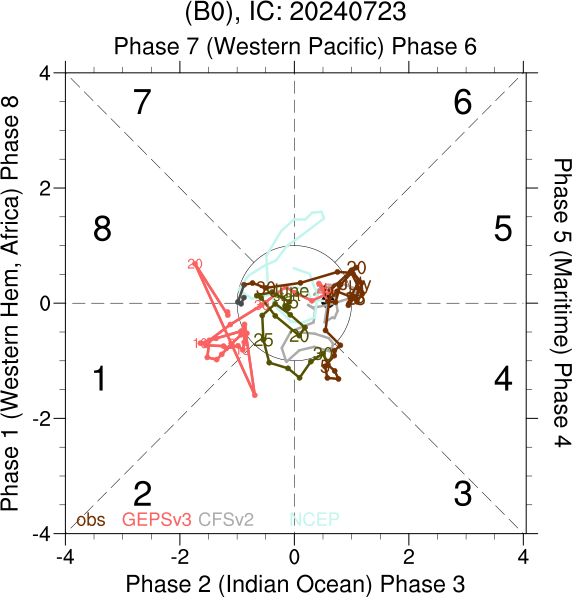 (B0), IC: 20240723
Phase 7 (Western Pacific) Phase 6
Phase 1 (Western Hem, Africa) Phase 8
Phase 5 (Maritime) Phase 4
4
2
0
-2
-4
7
6
8
5
1
4
2
3
20
20
25
20
30
obs GEPSv3 CFSv2 NCEP
-4 -2 0 2 4
Phase 2 (Indian Ocean) Phase 3